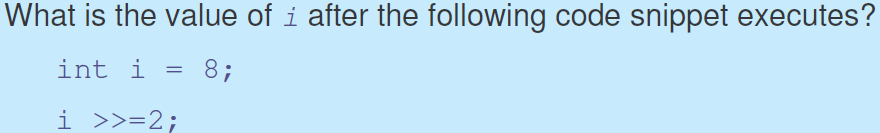 What is the value of i after the following code snippet executes?
int i = 8;
i >>=2;